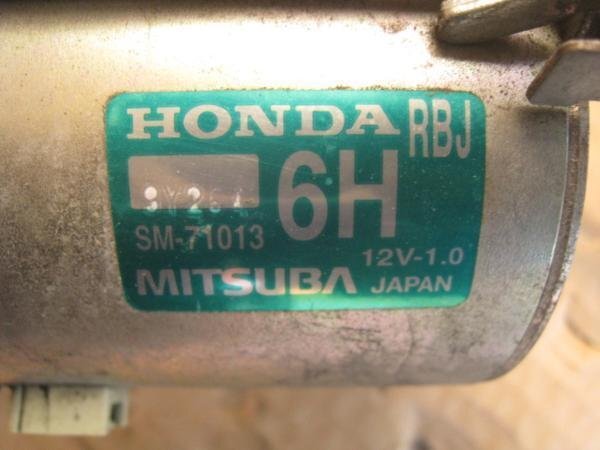 HONDA RBJ
6H
SM-71013
12V-1.0
MITSUBA JAPAN